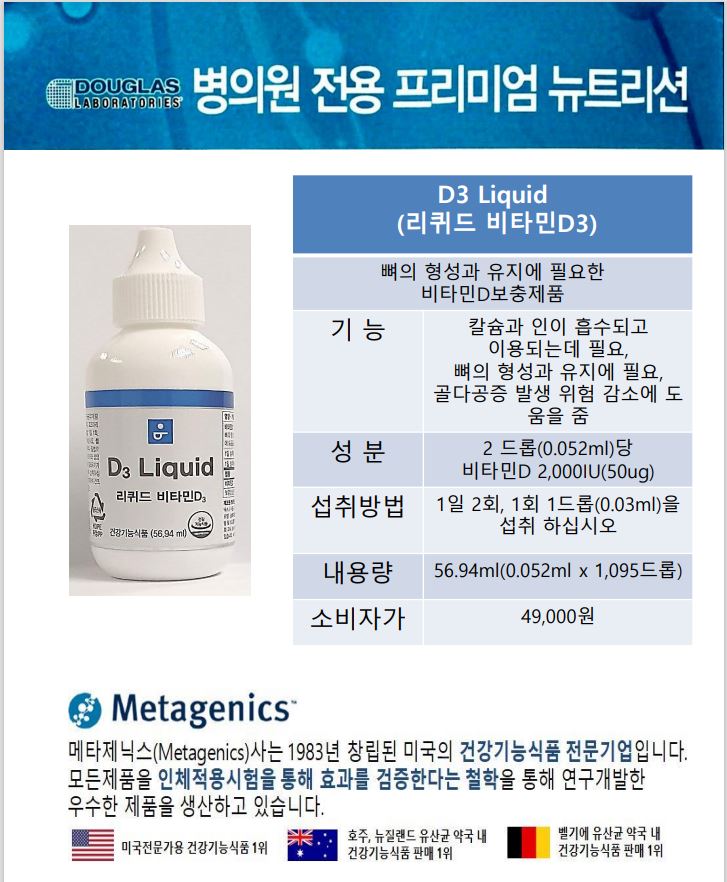 DOUGLAS
LABORATORIES
병의원 전용 프리미엄 뉴트리션
D3 Liquid
(리퀴드 비타민D3)
뼈의 형성과 유지에 필요한
비타민D보충제품
기 능
칼슘과 인이 흡수되고
이용되는데 필요,
뼈의 형성과 유지에 필요,
골다공증 발생 위험 감소에 도
움을 줌
성 분
2 드롭(0.052ml)당
비타민D 2,000IU(50ug)
섭취방법
1일 2회, 1회 1드롭(0.03ml)을
섭취 하십시오
내용량
56.94ml(0.052ml x 1,095드롭)
소비자가
49,000원
D₃ Liquid
리퀴드 비타민D₃
건강기능식품 (56,94 ml)
Metagenics™
메타제닉스(Metagenics)사는 1983년 창립된 미국의 건강기능식품 전문기업입니다.
모든제품을 인체적용시험을 통해 효과를 검증한다는 철학을 통해 연구개발한
우수한 제품을 생산하고 있습니다.
미국전문가용 건강기능식품 1위
호주, 뉴질랜드 유산균 약국 내
건강기능식품 판매 1위
벨기에 유산균 약국 내
건강기능식품 판매 1위